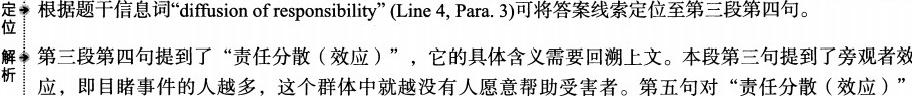 定位 根据题干信息词“diffusion of responsibility” (Line 4, Para. 3)可将答案线索定位至第三段第四句。
解析 第三段第四句提到了“责任分散（效应）”，它的具体含义需要回溯上文。本段第三句提到了旁观者效
应，即目睹事件的人越多，这个群体中就越没有人愿意帮助受害者。第五句对“责任分散（效应）”